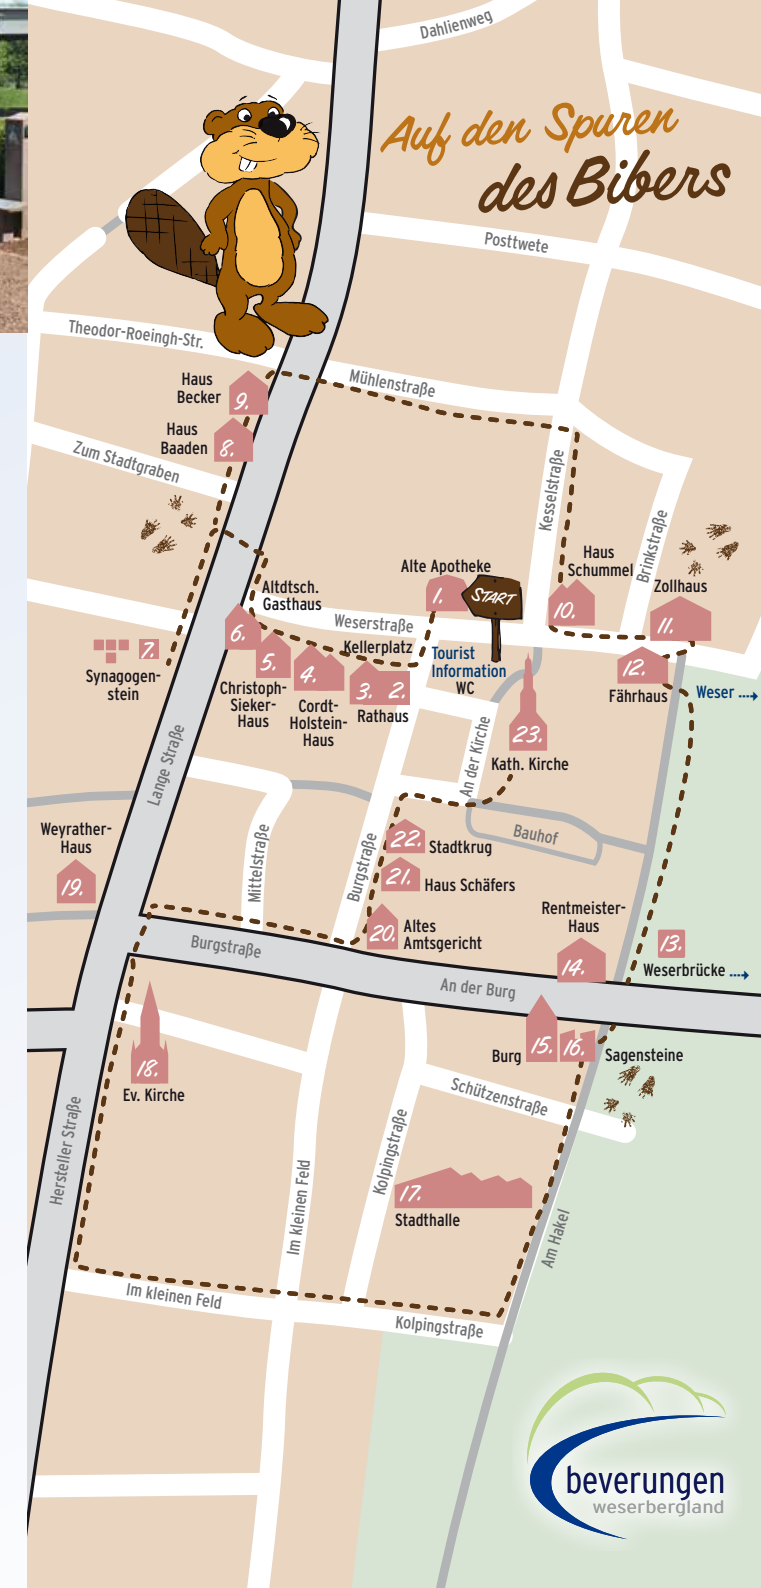 Dahlienweg
Auf den Spuren
des Bibers
Posttwete
Theodor-Roeingh-Str.
Mühlenstraße
Haus
Becker
9.
Haus
Baaden
8.
Zum Stadtgraben
Kesselstraße
Brinkstraße
Haus
Schummel
10.
Zollhaus
11.
Alte Apotheke
1.
START
Altdtsch.
Gasthaus
6.
Weserstraße
Kellerplatz
Tourist
Information
WC
7.
Synagogen-
stein
5.
Christoph-
Sieker-
Haus
4.
Cordt-
Holstein-
Haus
3. 2.
Rathaus
12.
Fährhaus
Weser
23.
Kath. Kirche
An der Kirche
Lange Straße
Weyrather-
Haus
19.
Mittelstraße
Burgstraße
22.
Stadtkrug
Bauhof
21.
Haus Schäfers
20.
Altes
Amtsgericht
Rentmeister-
Haus
14.
13.
Weserbrücke
Burgstraße
An der Burg
15.
Burg
16.
Sagensteine
18.
Ev. Kirche
Schützenstraße
Hersteller Straße
Im kleinen Feld
Kolpingstraße
17.
Stadthalle
Am Hakel
Im kleinen Feld
Kolpingstraße
beverungen
weserbergland